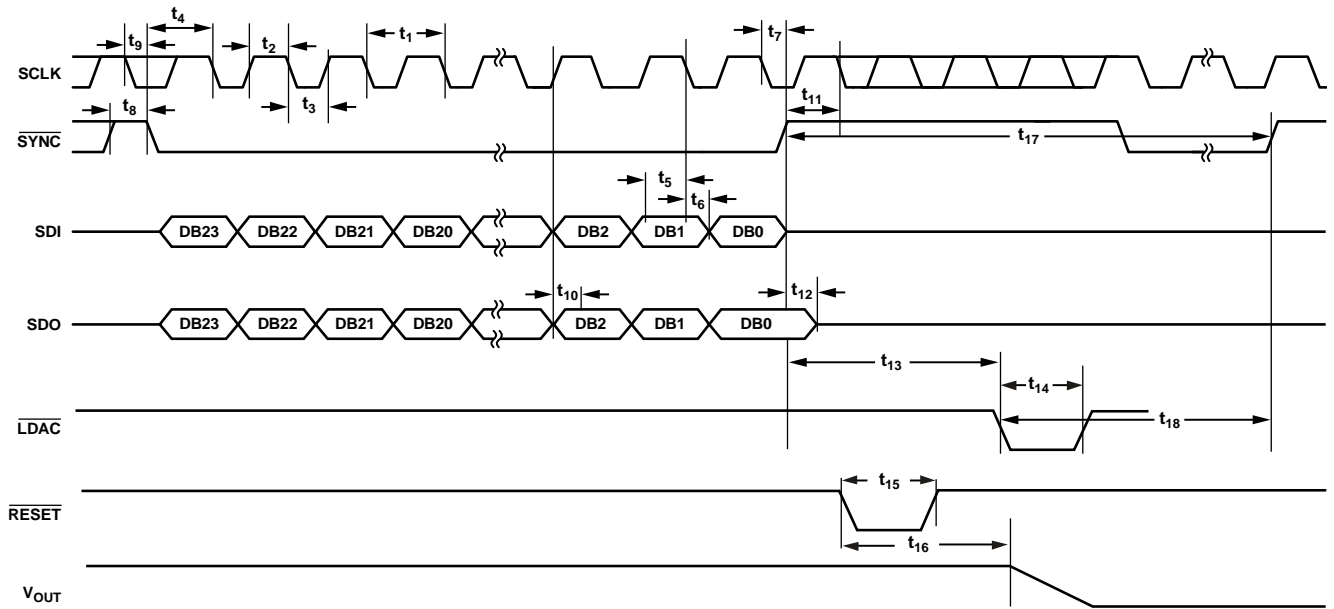 t4
t9
t2
t1
t7
SCLK
t8
t3
t11
SYNC
t17
t5
t6
SDI
DB23 DB22 DB21 DB20 DB2 DB1 DB0
t10
t12
SDO
DB23 DB22 DB21 DB20 DB2 DB1 DB0
t13
t14
LDAC
t18
t15
RESET
t16
VOUT